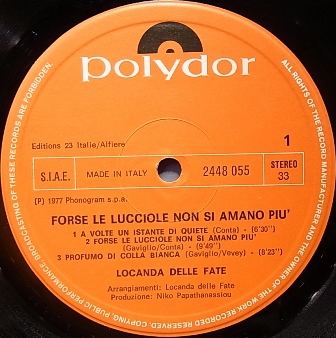 polydor
ALL RIGHTS OF THE MANUFACTURER AND THE OWNER OF THE WORK REPRODUCED RESERVED. COPYING, PUBLIC PERFORMANCE, BROADCASTING OF THESE RECORDS ARE FORBIDDEN.
Editions 23 Italie/Alfiere
1
S.I.A.E. MADE IN ITALY 2448 055 STEREO 33
(P) 1977 Phonogram s.p.a.
FORSE LE LUCCIOLE NON SI AMANO PIU'
1 A VOLTE UN ISTANTE DI QUIETE (Conta) - (6'30'')
2 FORSE LE LUCCIOLE NON SI AMANO PIU'
(Gaviglio/Conta) - (9'49'')
3 PROFUMO DI COLLA BIANCA (Gaviglio/Vevey) - (8'23'')
LOCANDA DELLE FATE
Arrangiamenti: Locanda delle Fate
Produzione: Niko Papathanassiou